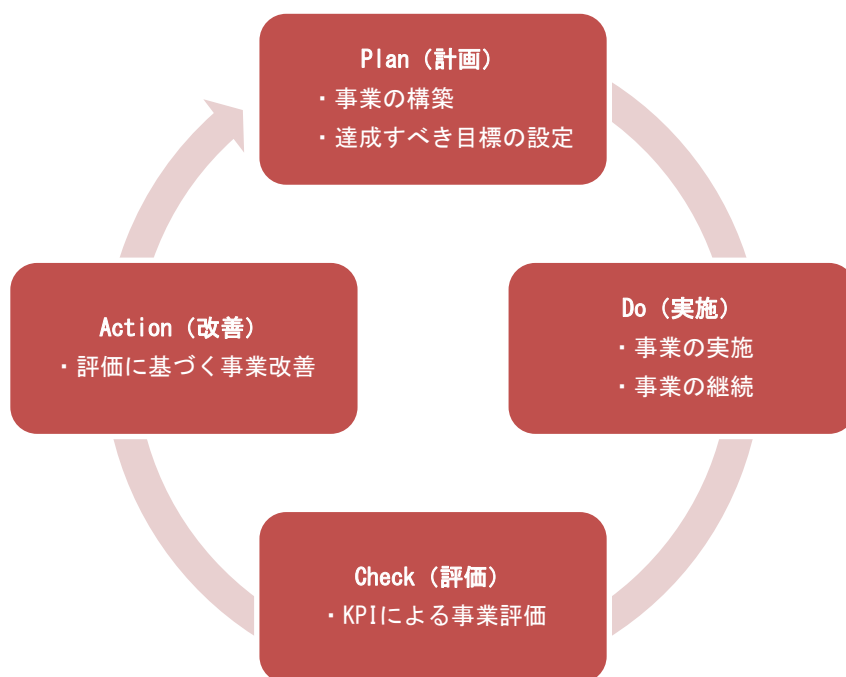 Plan（計画）
・事業の構築
・達成すべき目標の設定
Do（実施）
・事業の実施
・事業の継続
Check（評価）
・KPIによる事業評価
Action（改善）
・評価に基づく事業改善